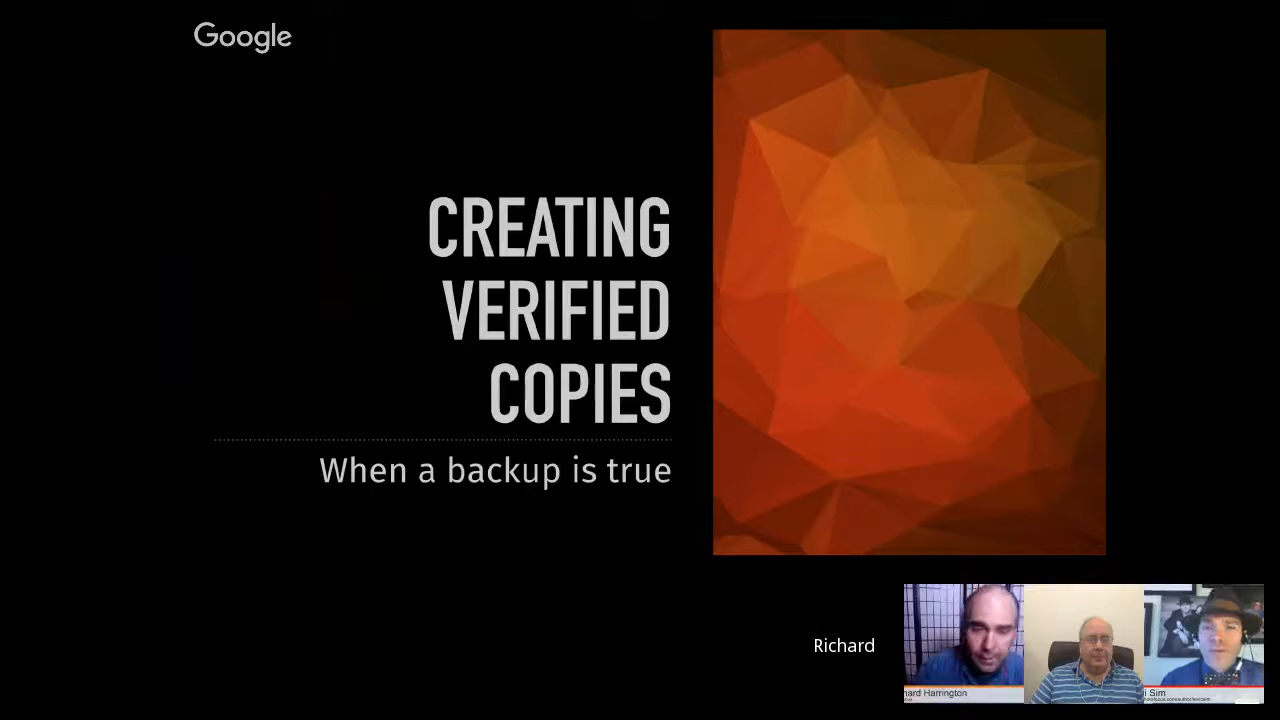 Google
CREATING
VERIFIED
COPIES
When a backup is true
Richard
hard Harrington
i Sim